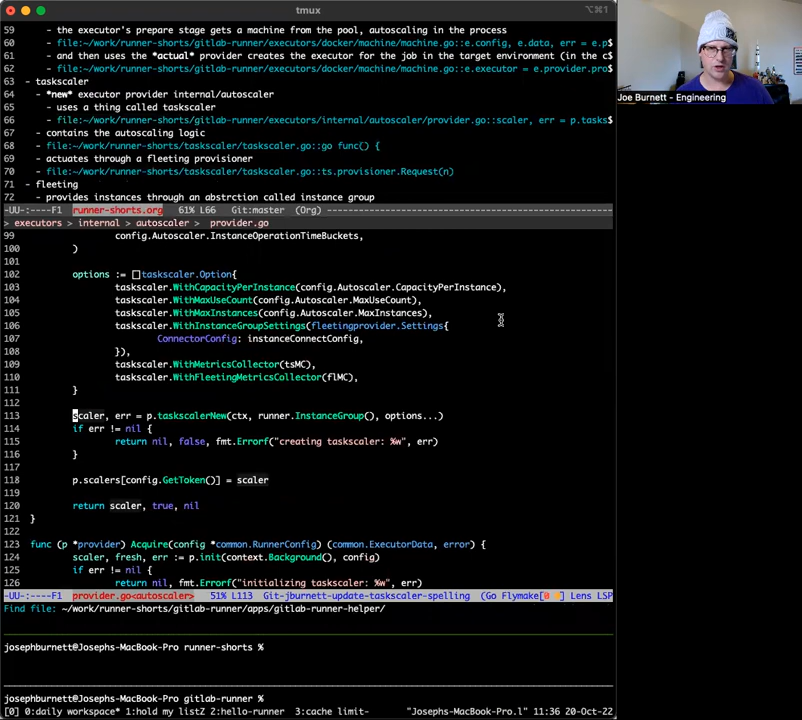 tmux
⌥⌘1
59 - the executor's prepare stage gets a machine from the pool, autoscaling in the process
60 - file:~/work/runner-shorts/gitlab-runner/executors/docker/machine/machine.go::e.config, e.data, err = e.p$
61 - and then uses the *actual* provider creates the executor for the job in the target environment (in the c$
62 - file:~/work/runner-shorts/gitlab-runner/executors/docker/machine/machine.go::e.executor = e.provider.pro$
63 - taskscaler
64 - *new* executor provider internal/autoscaler
65 - uses a thing called taskscaler
66 - file:~/work/runner-shorts/gitlab-runner/executors/internal/autoscaler/provider.go::scaler, err = p.tasks$
67 - contains the autoscaling logic
68 - file:~/work/runner-shorts/taskscaler/taskscaler.go::go func() {
69 - actuates through a fleeting provisioner
70 - file:~/work/runner-shorts/taskscaler/taskscaler.go::ts.provisioner.Request(n)
71 - fleeting
72 - provides instances through an abstrction called instance group
-UU-:----F1 runner-shorts.org 61% L66 Git:master (Org) ----------------------------------------
> executors > internal > autoscaler > provider.go
99 config.Autoscaler.InstanceOperationTimeBuckets,
100 )
101
102 options := []taskscaler.Option{
103 taskscaler.WithCapacityPerInstance(config.Autoscaler.CapacityPerInstance),
104 taskscaler.WithMaxUseCount(config.Autoscaler.MaxUseCount),
105 taskscaler.WithMaxInstances(config.Autoscaler.MaxInstances),
106 taskscaler.WithInstanceGroupSettings(fleetingprovider.Settings{
107 ConnectorConfig: instanceConnectConfig,
108 }),
109 taskscaler.WithMetricsCollector(tsMC),
110 taskscaler.WithFleetingMetricsCollector(flMC),
111 }
112
113 scaler, err = p.taskscalerNew(ctx, runner.InstanceGroup(), options...)
114 if err != nil {
115 return nil, false, fmt.Errorf("creating taskscaler: %w", err)
116 }
117
118 p.scalers[config.GetToken()] = scaler
119
120 return scaler, true, nil
121 }
122
123 func (p *provider) Acquire(config *common.RunnerConfig) (common.ExecutorData, error) {
124 scaler, fresh, err := p.init(context.Background(), config)
125 if err != nil {
126 return nil, fmt.Errorf("initializing taskscaler: %w", err)
-UU-:----F1 provider.go<autoscaler> 51% L113 Git-jburnett-update-taskscaler-spelling (Go Flymake[0 0] Lens LSP
Find file: ~/work/runner-shorts/gitlab-runner/apps/gitlab-runner-helper/
josephburnett@Josephs-MacBook-Pro runner-shorts %
josephburnett@Josephs-MacBook-Pro gitlab-runner %
[0] 0:daily workspace* 1:hold my listZ 2:hello-runner 3:cache limit- "Josephs-MacBook-Pro.l" 11:36 20-Oct-22
Joe Burnett - Engineering